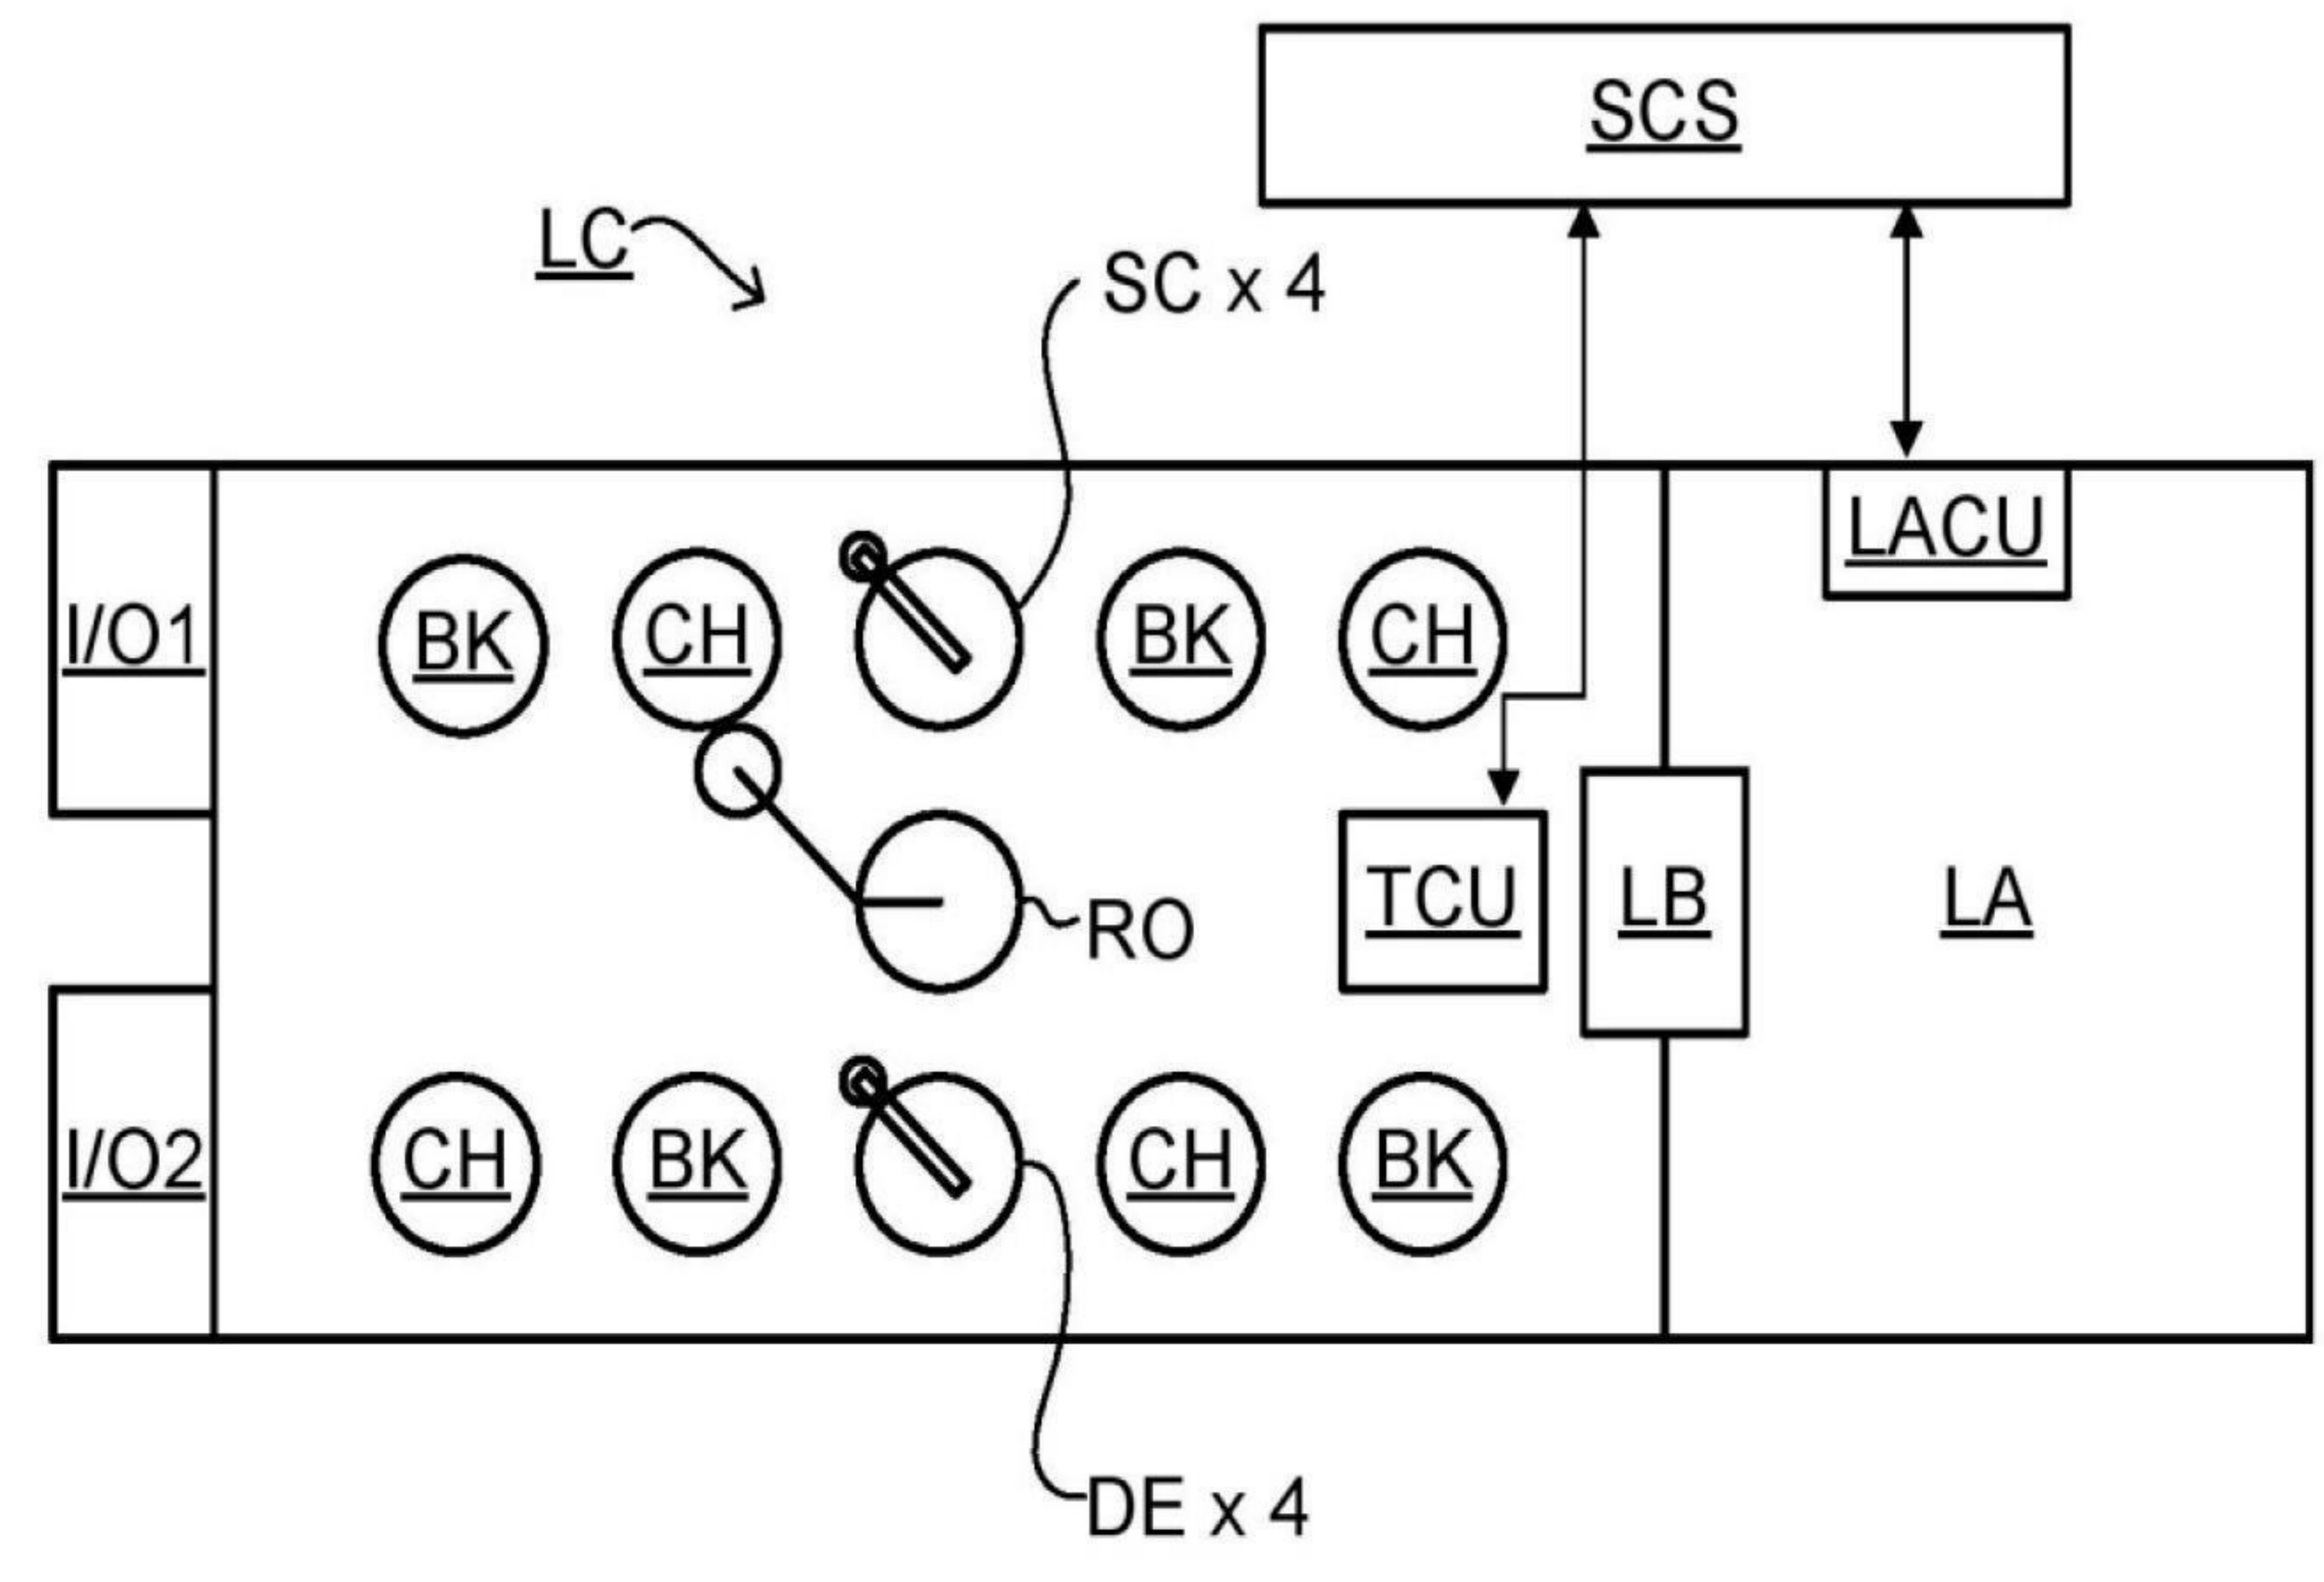 SCS
LC
SC x 4
LACU
I/O1
BK
CH
BK
CH
TCU
LB
LA
RO
I/O2
CH
BK
CH
BK
DE x 4